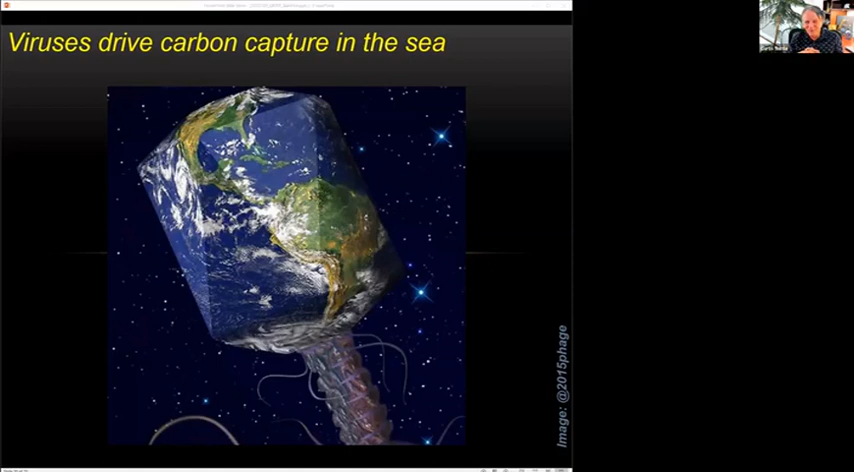 Viruses drive carbon capture in the sea
Image: @2015phage